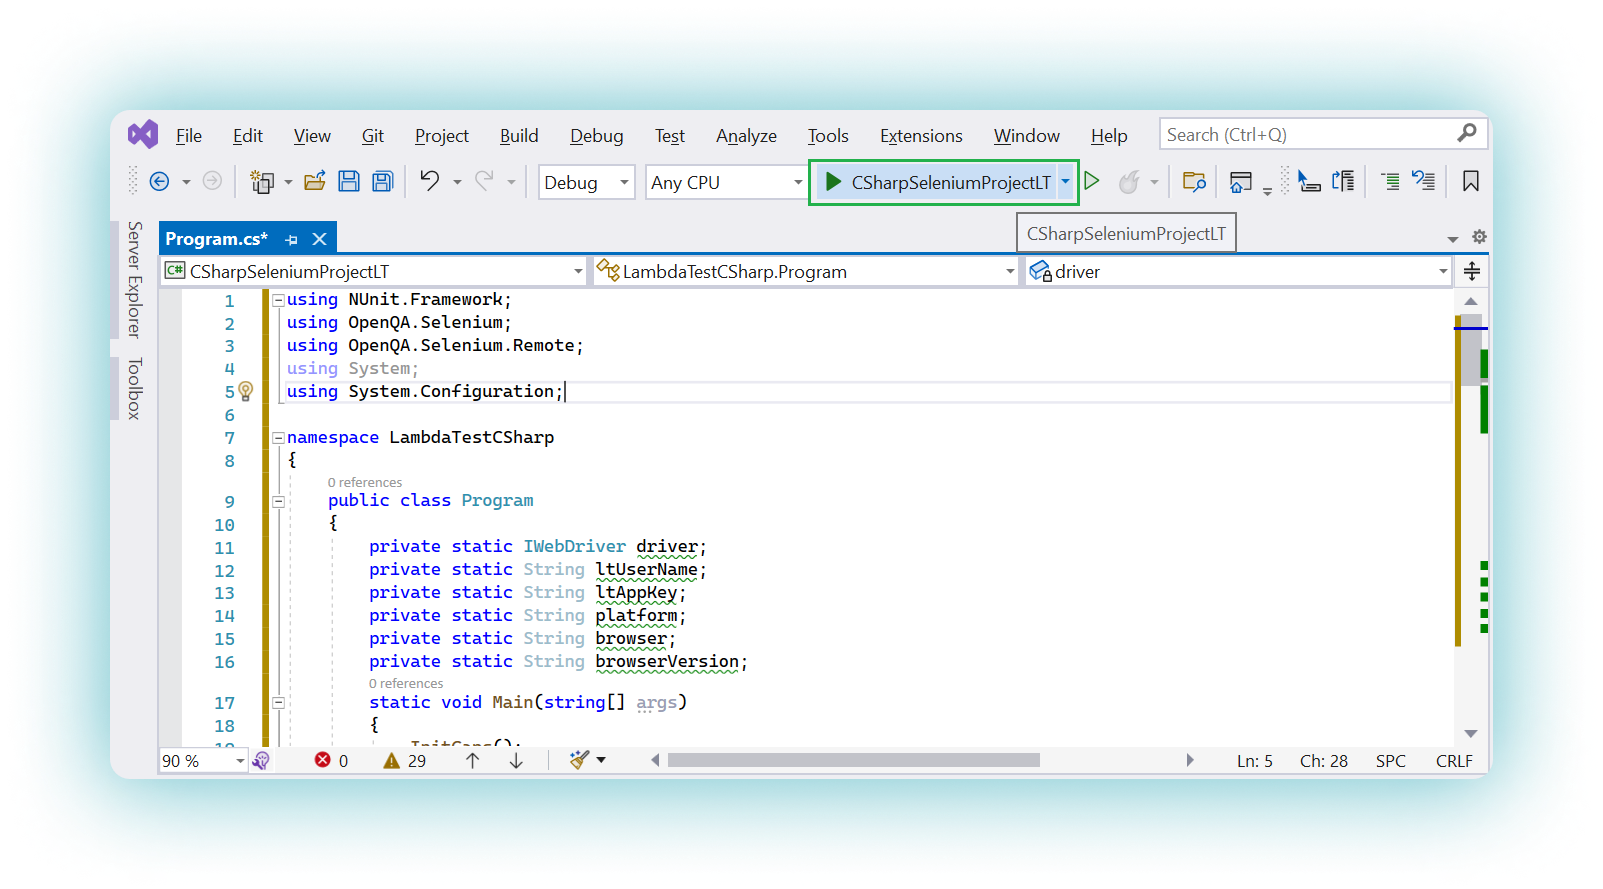 File Edit View Git Project Build Debug Test Analyze Tools Extensions Window Help Search (Ctrl+Q)
Debug Any CPU CSharpSeleniumProjectLT
CSharpSeleniumProjectLT
Server Explorer
Toolbox
Program.cs*
CSharpSeleniumProjectLT LambdaTestCSharp.Program driver
1 using NUnit.Framework;
2 using OpenQA.Selenium;
3 using OpenQA.Selenium.Remote;
4 using System;
5 using System.Configuration;
6
7 namespace LambdaTestCSharp
8 {
0 references
9 public class Program
10 {
11 private static IWebDriver driver;
12 private static String ltUserName;
13 private static String ltAppKey;
14 private static String platform;
15 private static String browser;
16 private static String browserVersion;
0 references
17 static void Main(string[] args)
18 {
90 % 0 29 Ln: 5 Ch: 28 SPC CRLF